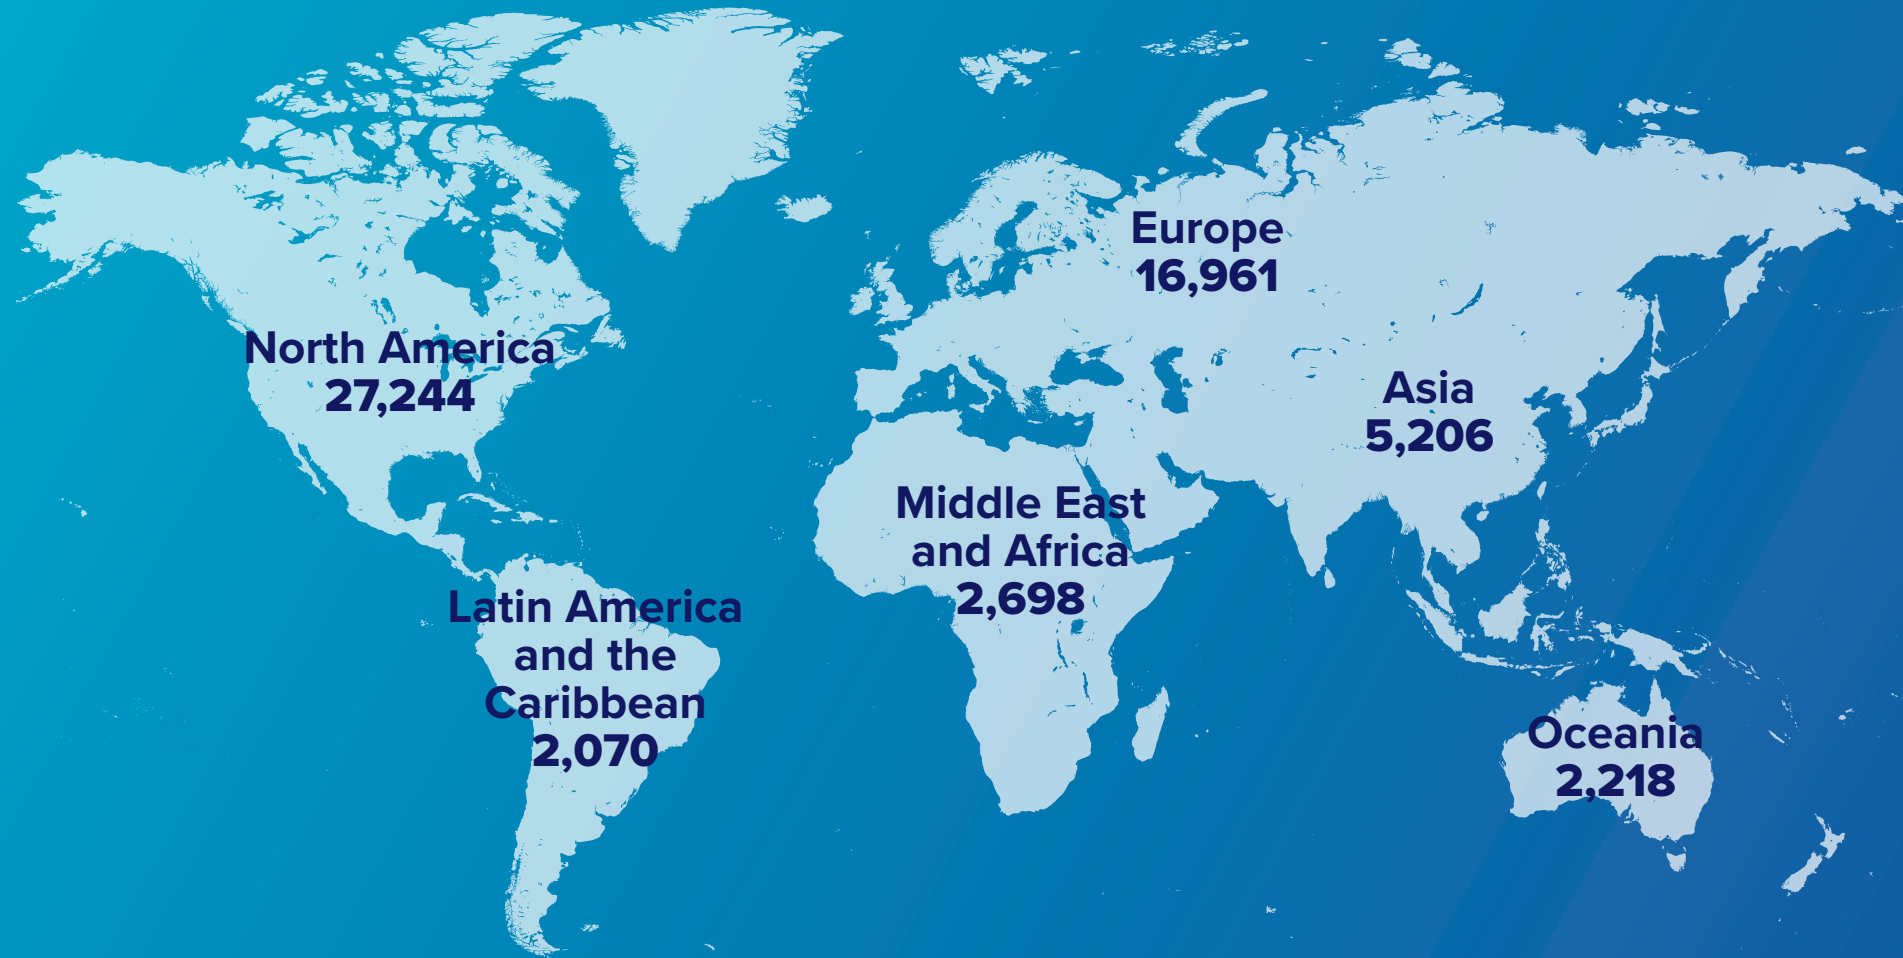 Europe
16,961
North America
27,244
Asia
5,206
Middle East
and Africa
2,698
Latin America
and the
Caribbean
2,070
Oceania
2,218